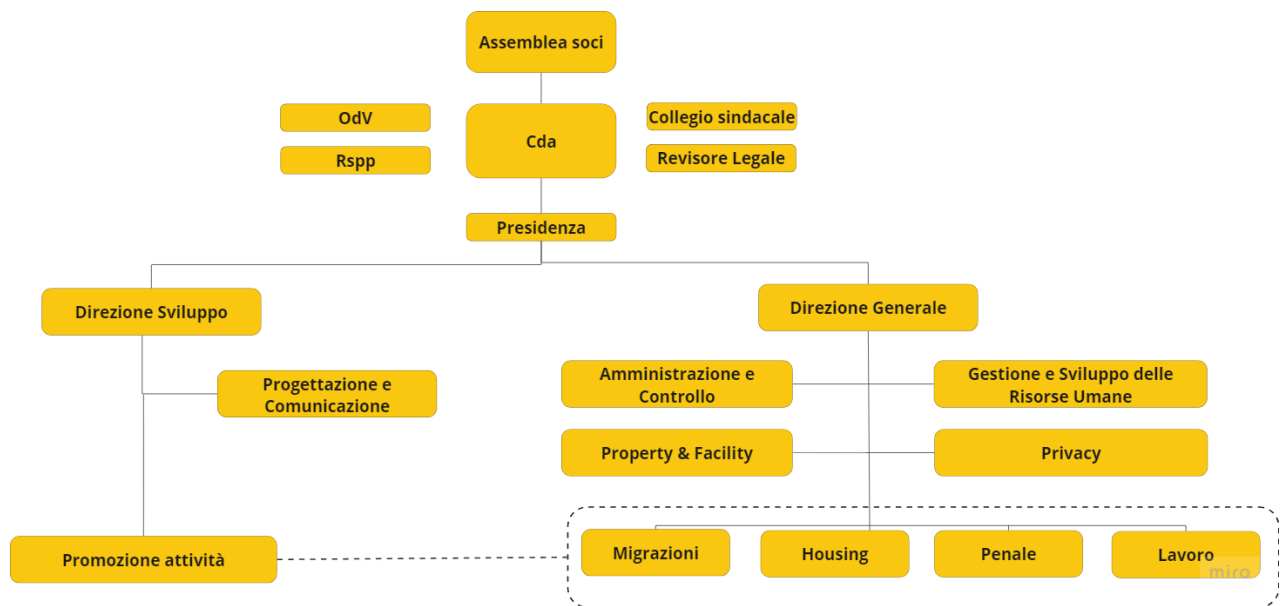 Assemblea soci
OdV
Cda
Collegio sindacale
Rspp
Revisore Legale
Presidenza
Direzione Sviluppo
Direzione Generale
Progettazione e
Comunicazione
Amministrazione e
Controllo
Gestione e Sviluppo delle
Risorse Umane
Property & Facility
Privacy
Promozione attività
Migrazioni
Housing
Penale
Lavoro
miro